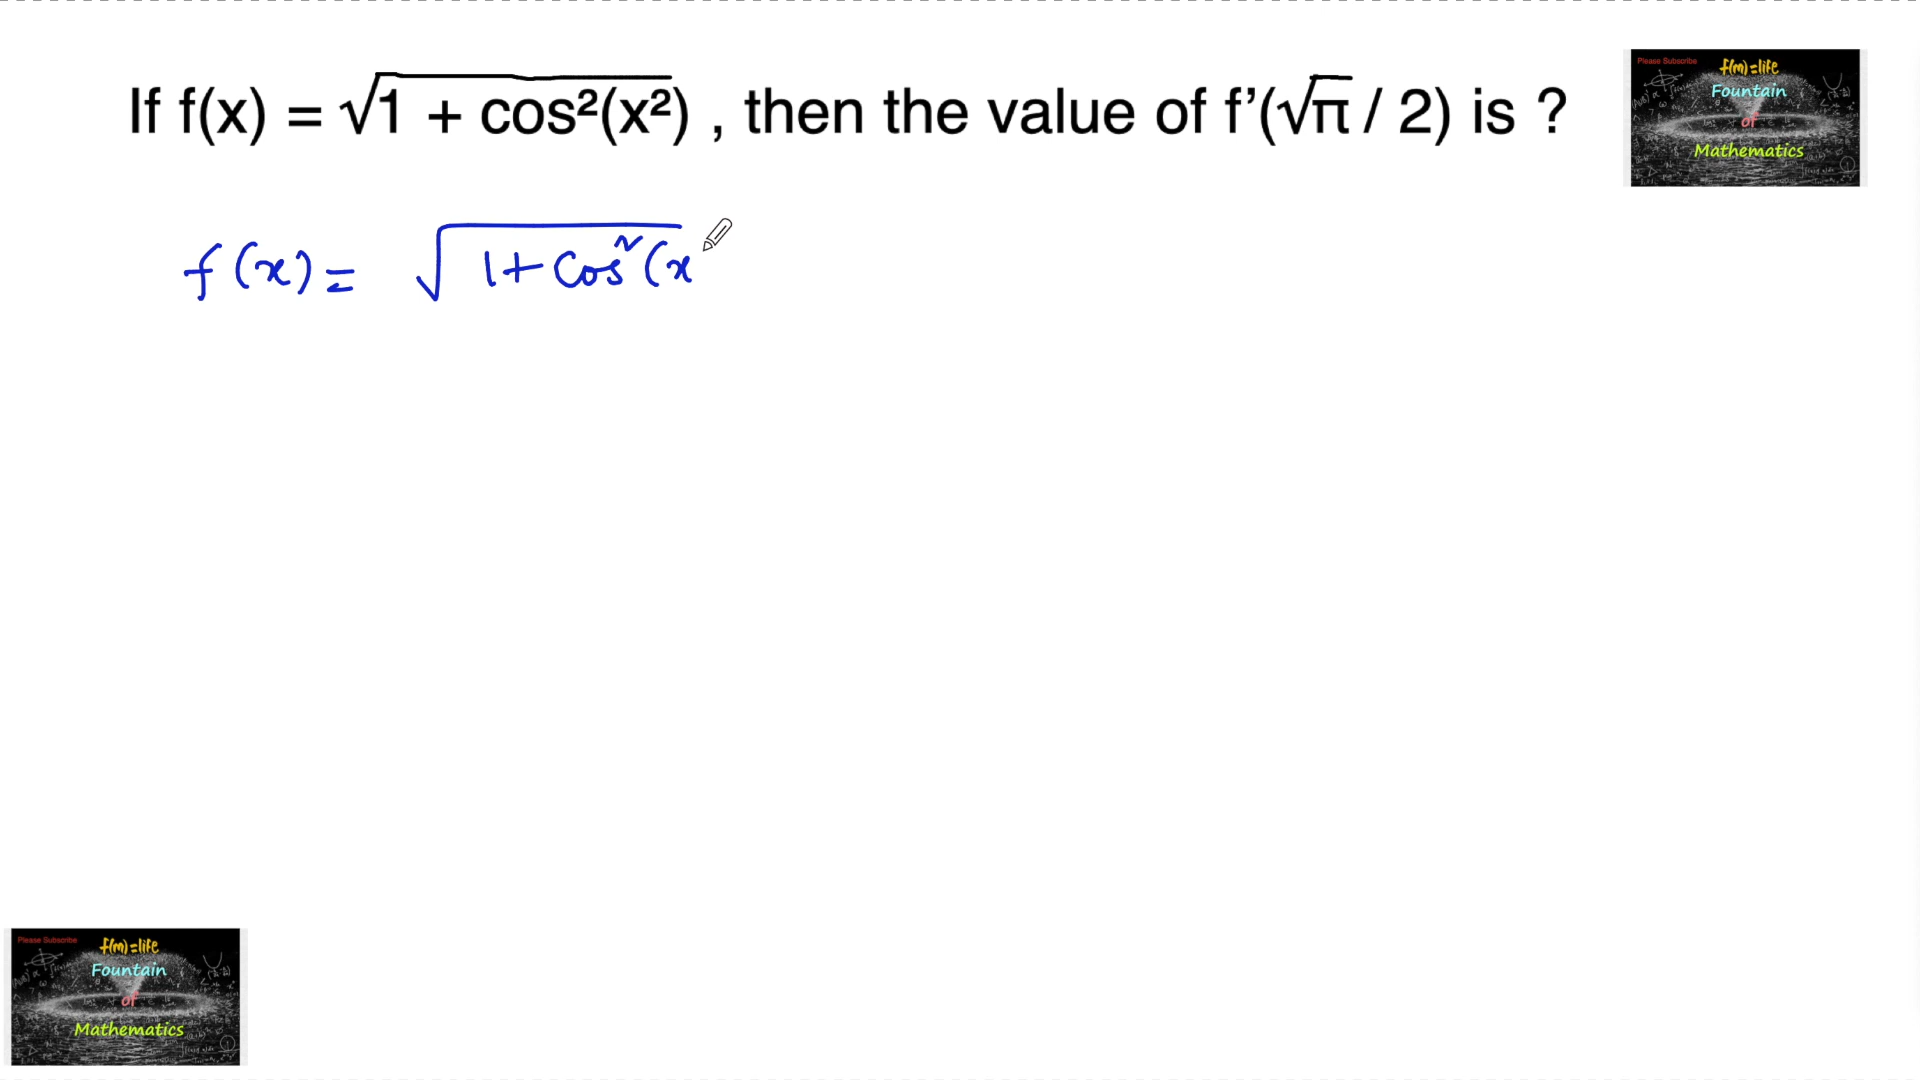 If f(x) = √1 + cos²(x²) , then the value of f’(√π / 2) is ?
Please Subscribe
f(m)=life
Fountain
of
Mathematics
f(x) = √1 + Cos²(x
Please Subscribe
f(m)=life
Fountain
of
Mathematics